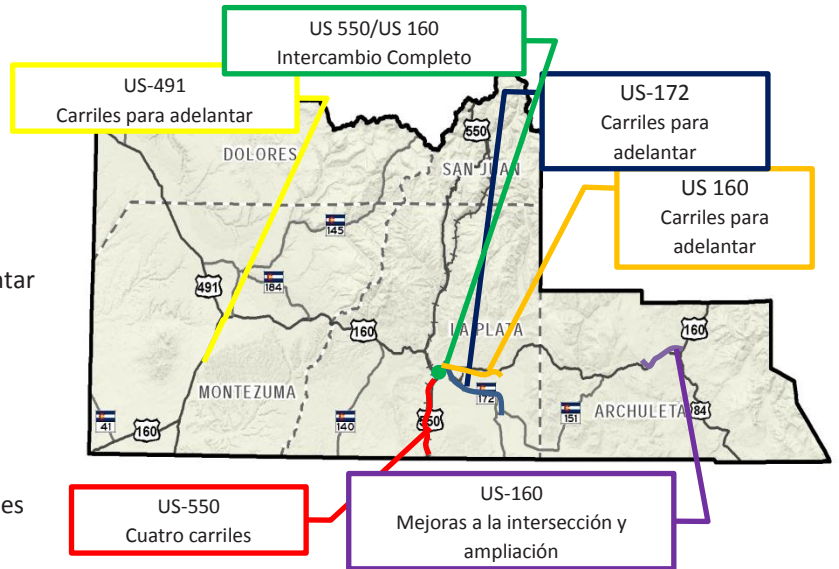 US 550/US 160
Intercambio Completo
US-491
Carriles para adelantar
US-172
Carriles para
adelantar
US 160
Carriles para
adelantar
DOLORES
SAN JUAN
550
145
491
184
160
LA PLATA
160
MONTEZUMA
ARCHULETA
41
160
140
550
172
151
84
ntar
es
US-550
Cuatro carriles
US-160
Mejoras a la intersección y
ampliación